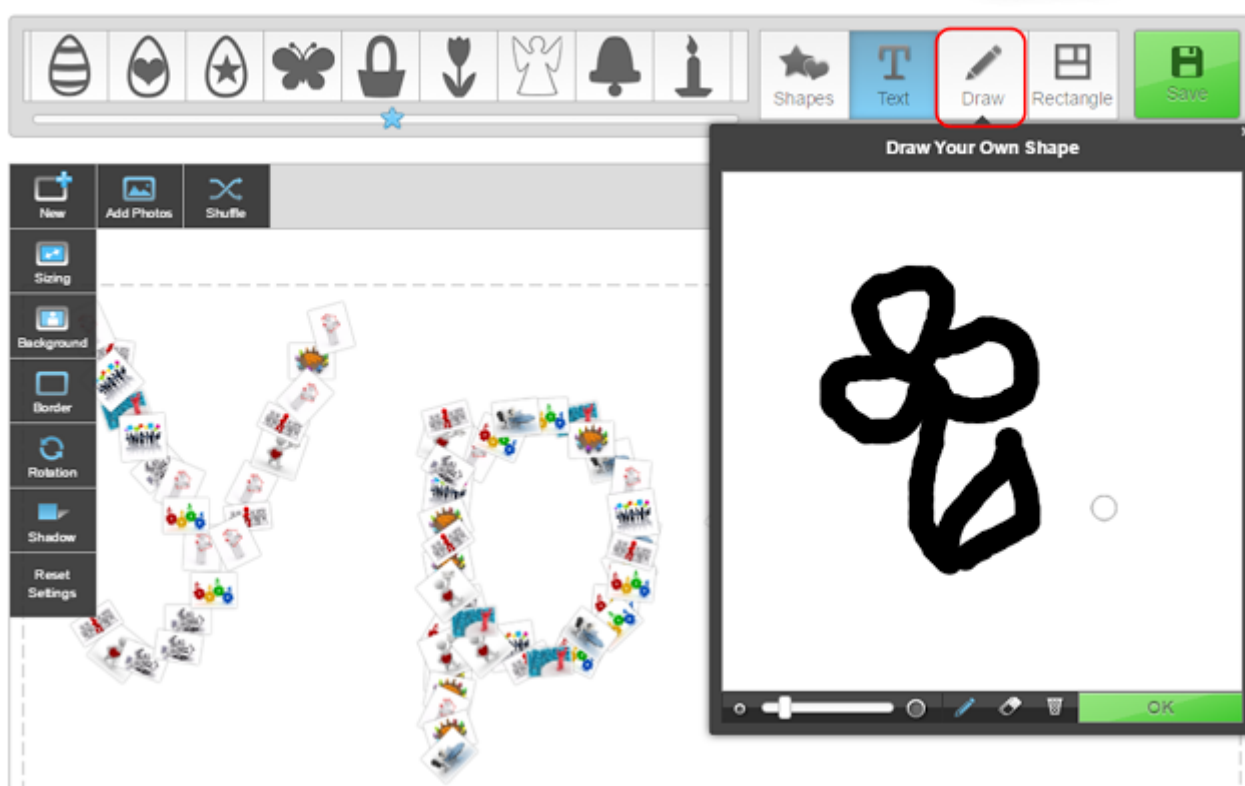 Shapes
Text
Draw
Rectangle
Save
Draw Your Own Shape
New
Add Photos
Shuffle
Sizing
Background
Border
Rotation
Shadow
Reset
Settings
yp
OK